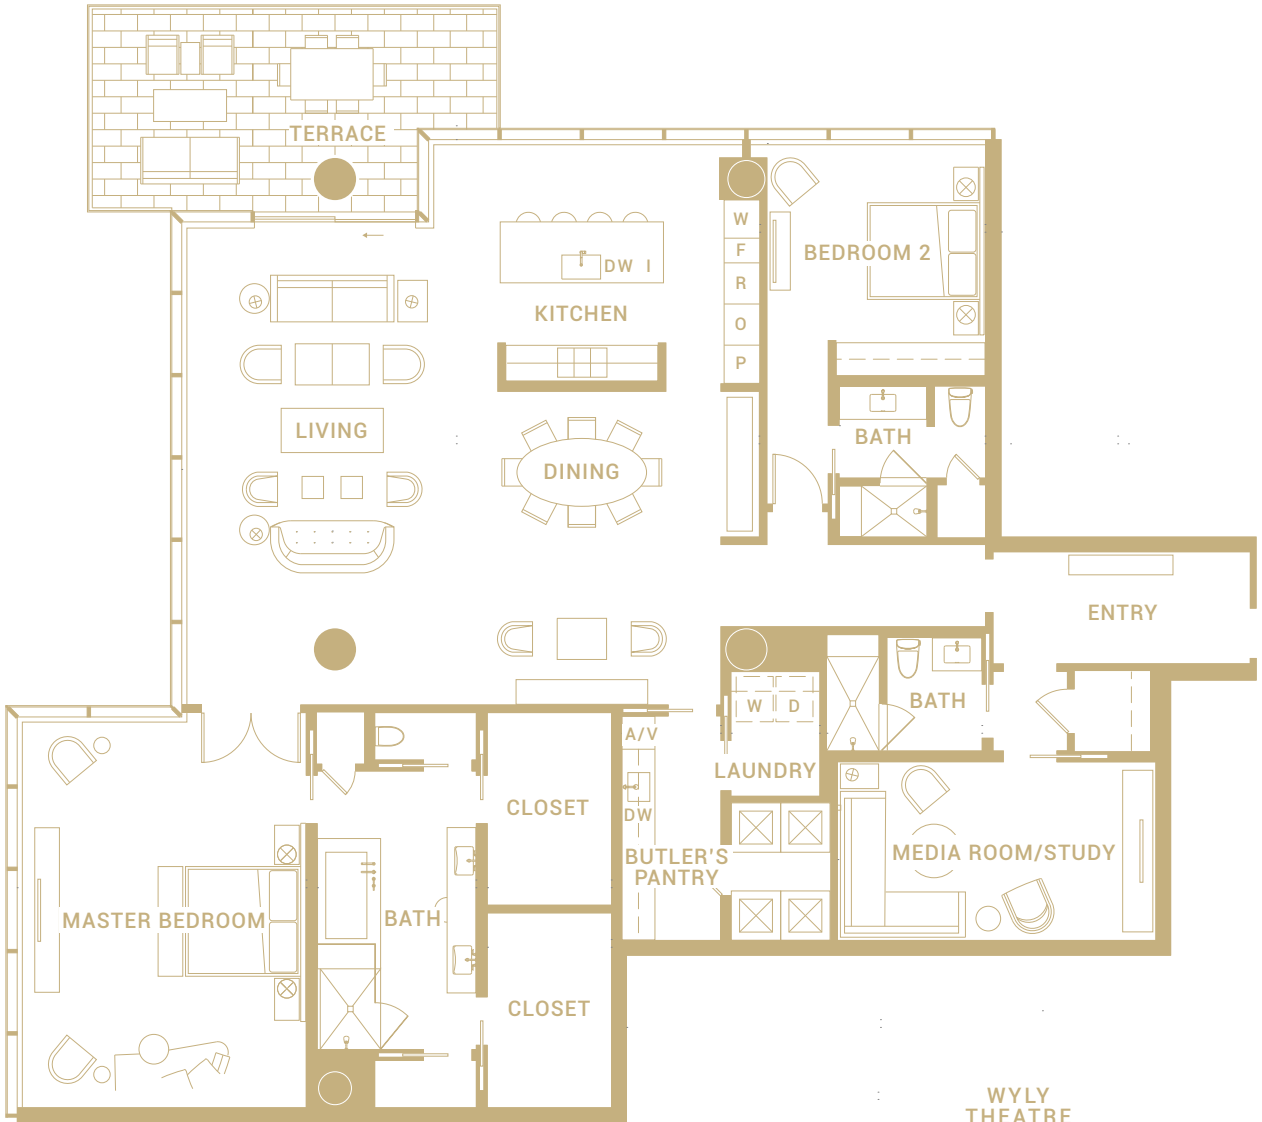 TERRACE
W
F
R
O
P
BEDROOM 2
DW I
KITCHEN
LIVING
DINING
BATH
ENTRY
W D
BATH
A/V
LAUNDRY
DW
CLOSET
BUTLER'S
PANTRY
MEDIA ROOM/STUDY
MASTER BEDROOM
BATH
CLOSET
WYLY
THEATRE